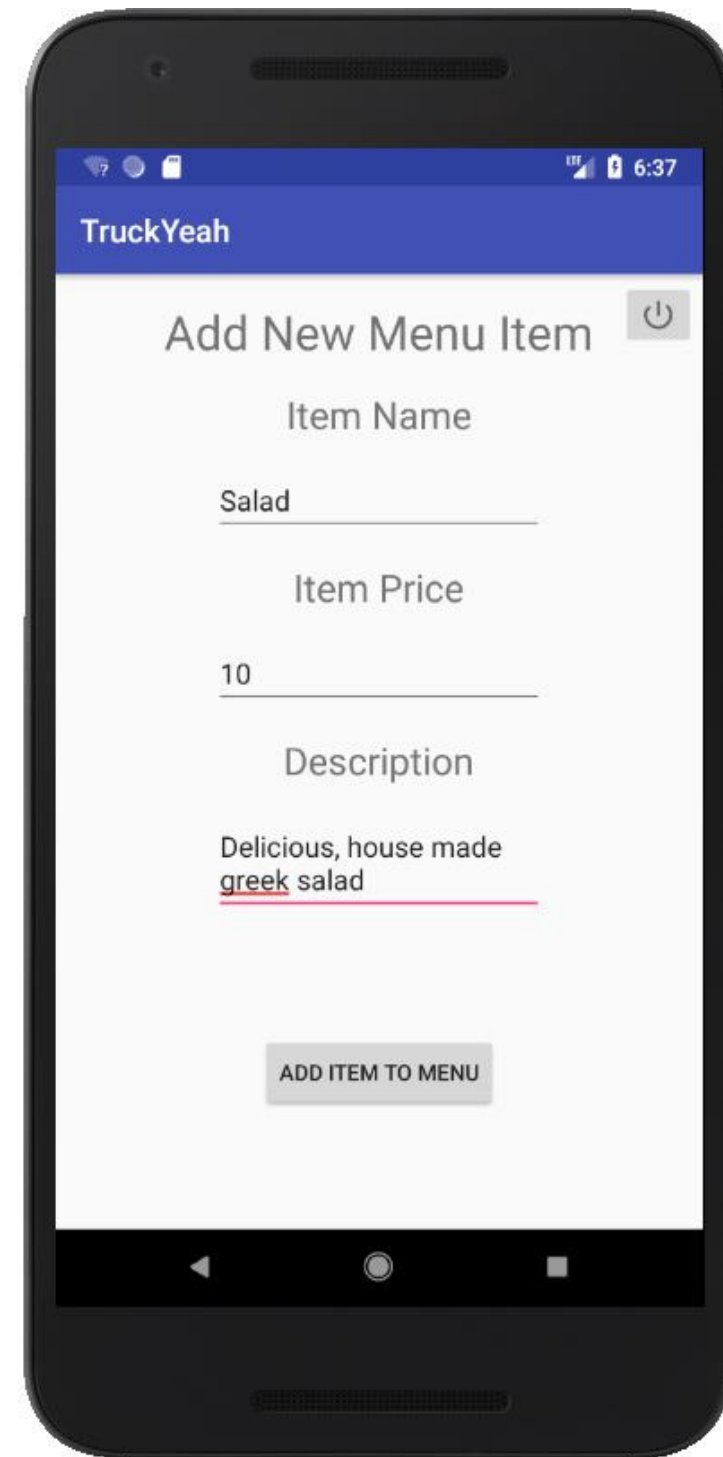 LTE 6:37
TruckYeah
Add New Menu Item
Item Name
Salad
Item Price
10
Description
Delicious, house made
greek salad
ADD ITEM TO MENU